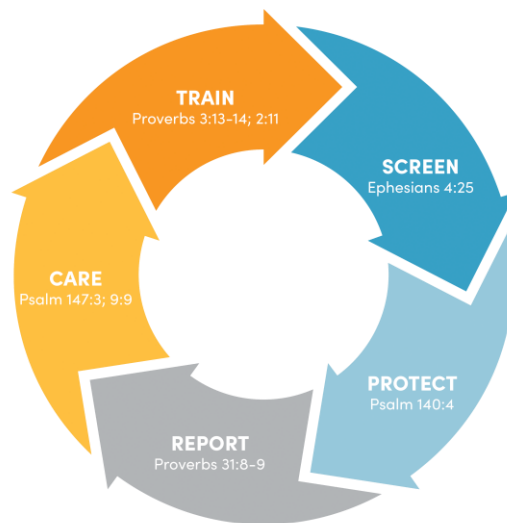 TRAIN
Proverbs 3:13-14; 2:11
SCREEN
Ephesians 4:25
PROTECT
Psalm 140:4
REPORT
Proverbs 31:8-9
CARE
Psalm 147:3; 9:9